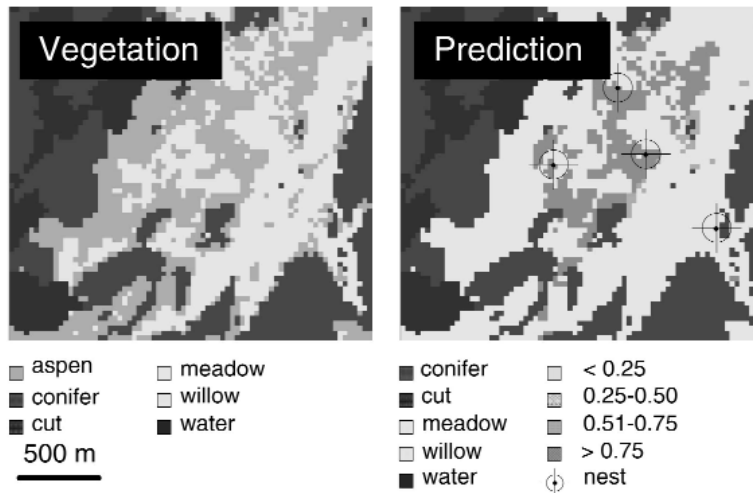 Vegetation
Prediction
aspen
conifer
cut
meadow
willow
water
500 m
conifer
cut
meadow
willow
water
< 0.25
0.25-0.50
0.51-0.75
> 0.75
nest